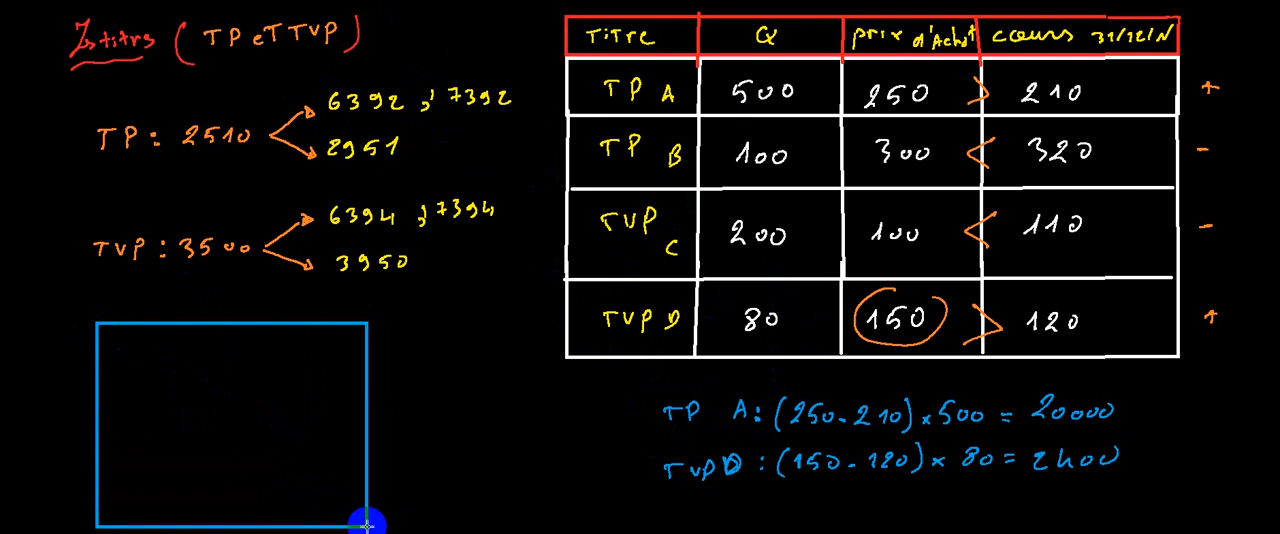 Ztitrs ( TP eT TVP )
TP : 2510
6392 ; 7392
2951
TVP : 3500
6394 ; 7394
3950
TiTRE Q prix d'Achat cours 31/12/N
TP A 500 250 > 210 +
TP B 100 300 < 320 -
TVP C 200 100 < 110 -
TVP D 80 150 > 120 +
TP A : (250 - 210) × 500 = 20000
TVP D : (150 - 120) × 80 = 2400